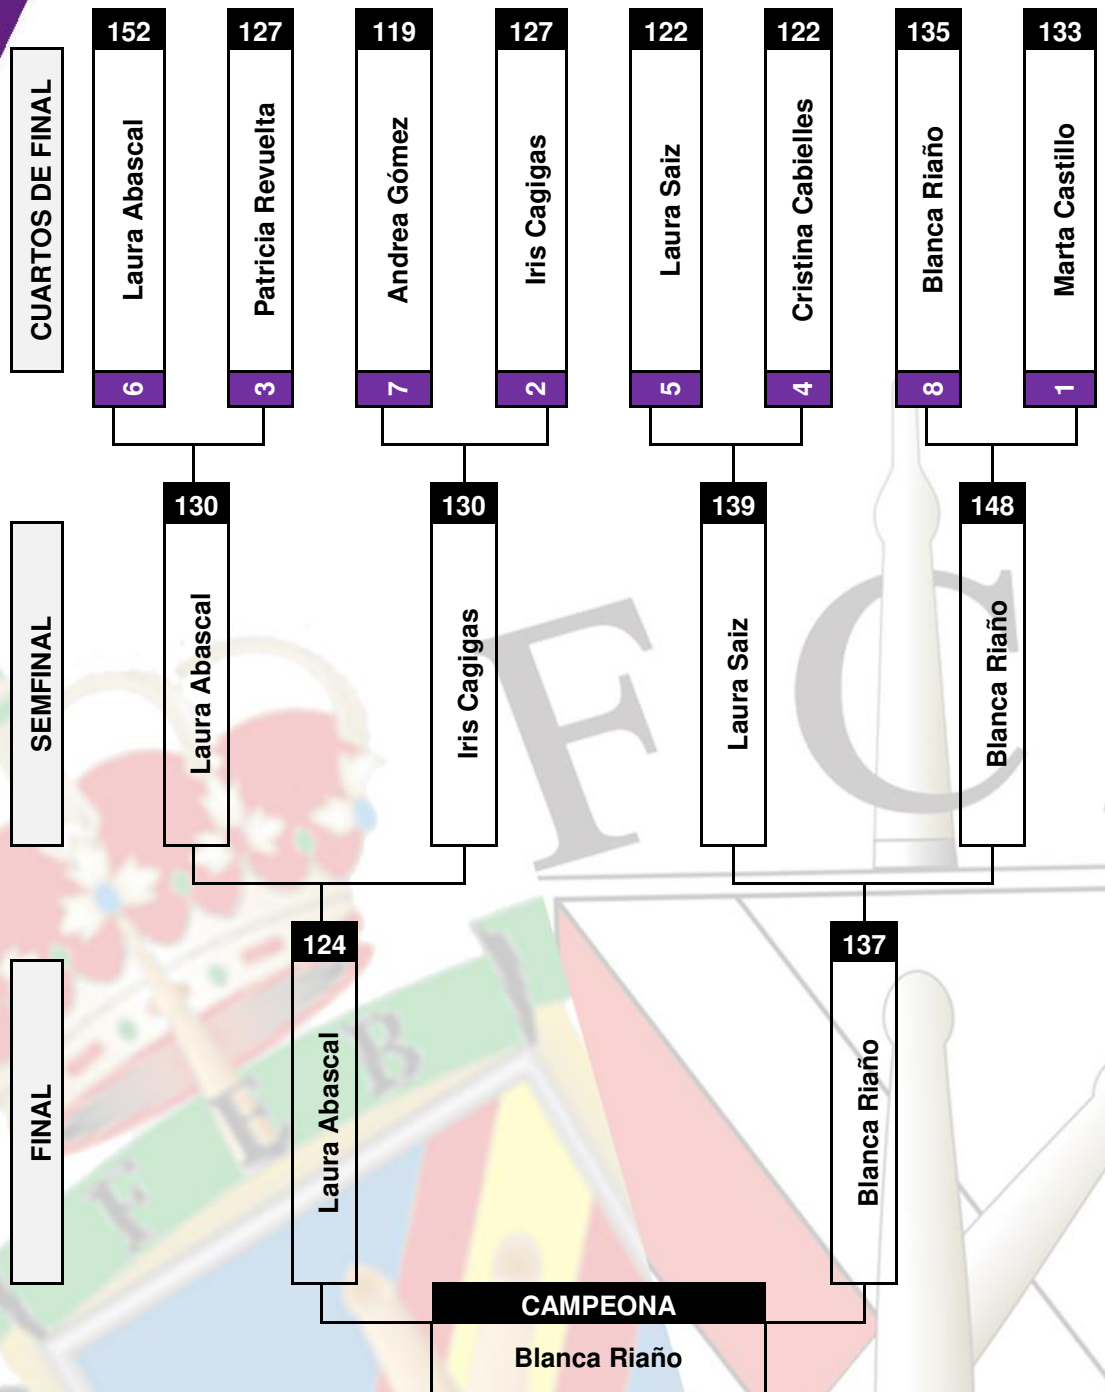 152 127 119 127 122 122 135 133
CUARTOS DE FINAL
Laura Abascal
Patricia Revuelta
Andrea Gómez
Iris Cagigas
Laura Saiz
Cristina Cabielles
Blanca Riaño
Marta Castillo
6 3 7 2 5 4 8 1
130 130 139 148
SEMFINAL
Laura Abascal
Iris Cagigas
Laura Saiz
Blanca Riaño
F C
124 137
FINAL
Laura Abascal
Blanca Riaño
F E B
CAMPEONA
Blanca Riaño